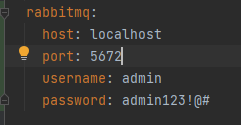 rabbitmq:
host: localhost
port: 5672
username: admin
password: admin123!@#